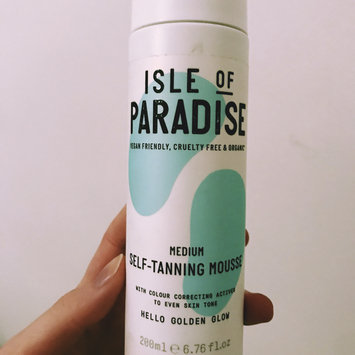 ISLE OF
PARADISE
VEGAN FRIENDLY, CRUELTY FREE & ORGANIC
MEDIUM
SELF-TANNING MOUSSE
WITH COLOUR CORRECTING ACTIVES
TO EVEN SKIN TONE
HELLO GOLDEN GLOW
200ml e 6.76 fl.oz